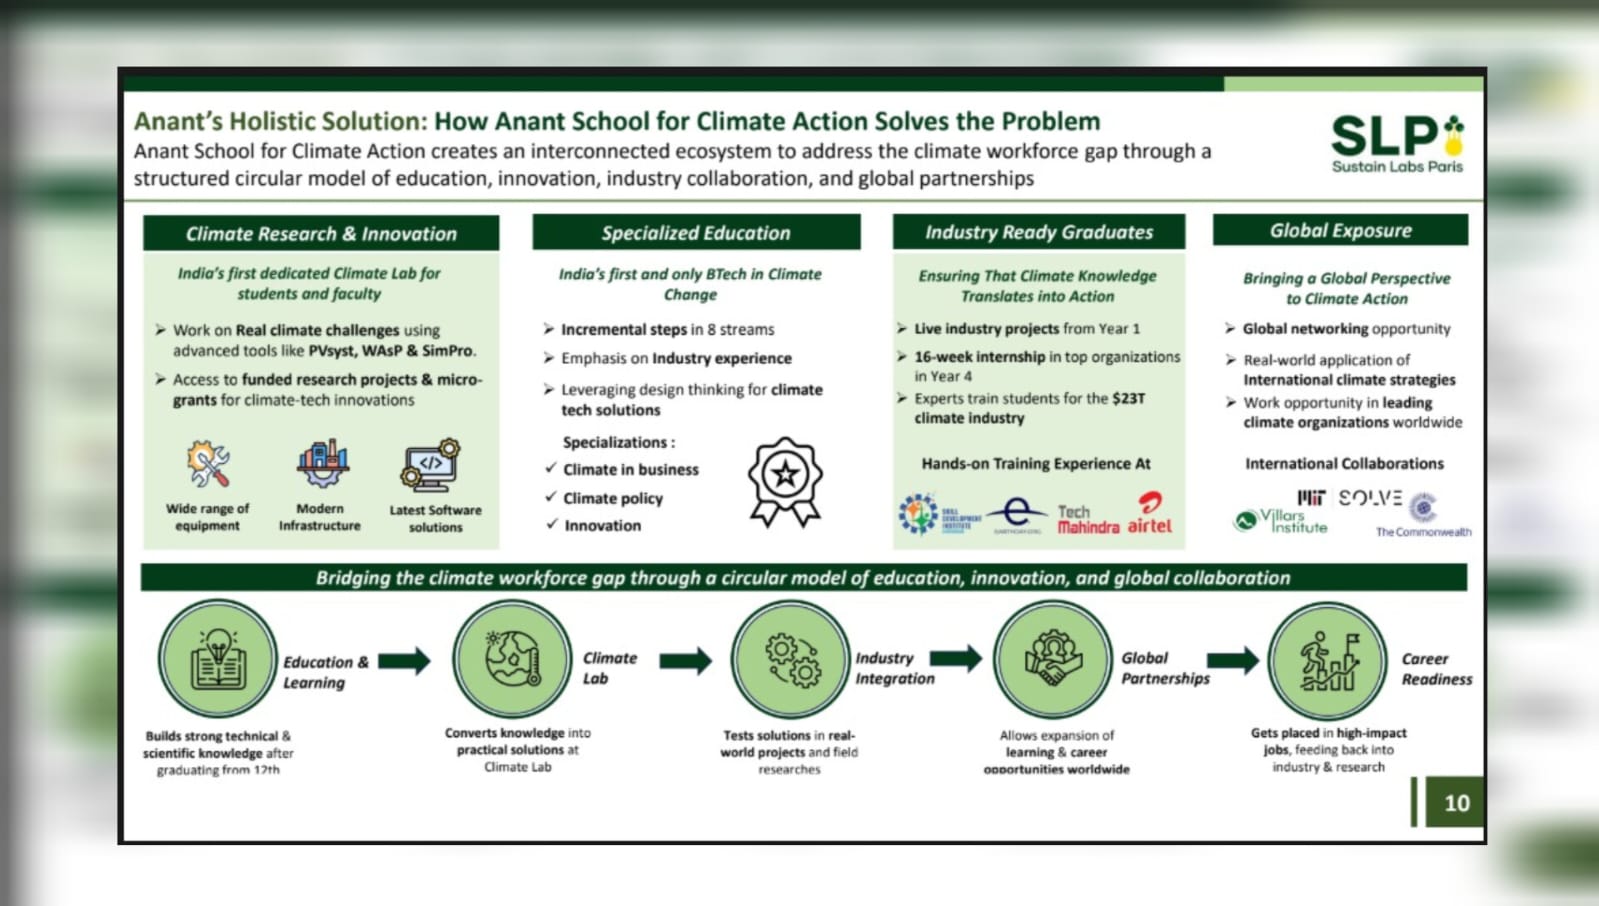 Anant's Holistic Solution: How Anant School for Climate Action Solves the Problem
Anant School for Climate Action creates an interconnected ecosystem to address the climate workforce gap through a
structured circular model of education, innovation, industry collaboration, and global partnerships
SLP
Sustain Labs Paris
Climate Research & Innovation
India's first dedicated Climate Lab for
students and faculty
➢ Work on Real climate challenges using
advanced tools like PVsyst, WAsP & SimPro.
➢ Access to funded research projects & micro-
grants for climate-tech innovations
Wide range of
equipment
Modern
Infrastructure
Latest Software
solutions
Specialized Education
India's first and only BTech in Climate
Change
➢ Incremental steps in 8 streams
➢ Emphasis on Industry experience
➢ Leveraging design thinking for climate
tech solutions
Specializations :
✓ Climate in business
✓ Climate policy
✓ Innovation
Industry Ready Graduates
Ensuring That Climate Knowledge
Translates into Action
➢ Live industry projects from Year 1
➢ 16-week internship in top organizations
in Year 4
➢ Experts train students for the $23T
climate industry
Hands-on Training Experience At
SKILL
DEVELOPMENT
INSTITUTE
EARTHDAY.ORG
Tech
Mahindra
airtel
Global Exposure
Bringing a Global Perspective
to Climate Action
➢ Global networking opportunity
➢ Real-world application of
International climate strategies
➢ Work opportunity in leading
climate organizations worldwide
International Collaborations
MIT SOLVE
Villars
Institute
The Commonwealth
Bridging the climate workforce gap through a circular model of education, innovation, and global collaboration
Education &
Learning
Builds strong technical &
scientific knowledge after
graduating from 12th
Climate
Lab
Converts knowledge into
practical solutions at
Climate Lab
Industry
Integration
Tests solutions in real-
world projects and field
researches
Global
Partnerships
Allows expansion of
learning & career
opportunities worldwide
Career
Readiness
Gets placed in high-impact
jobs, feeding back into
industry & research
10